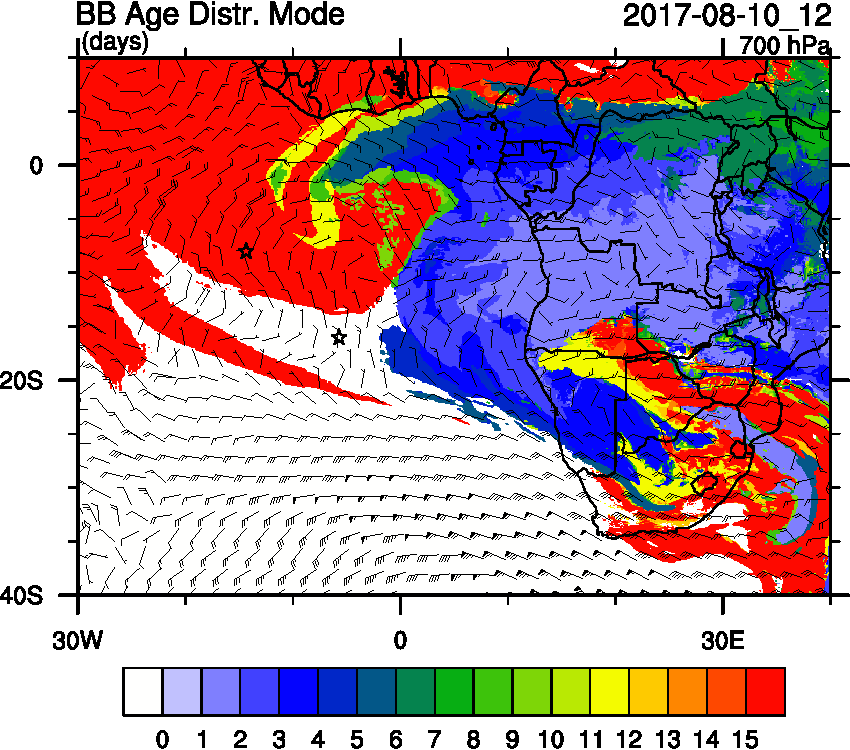 BB Age Distr. Mode 2017-08-10_12
(days) 700 hPa
0
20S
40S
30W 0 30E
0 1 2 3 4 5 6 7 8 9 10 11 12 13 14 15